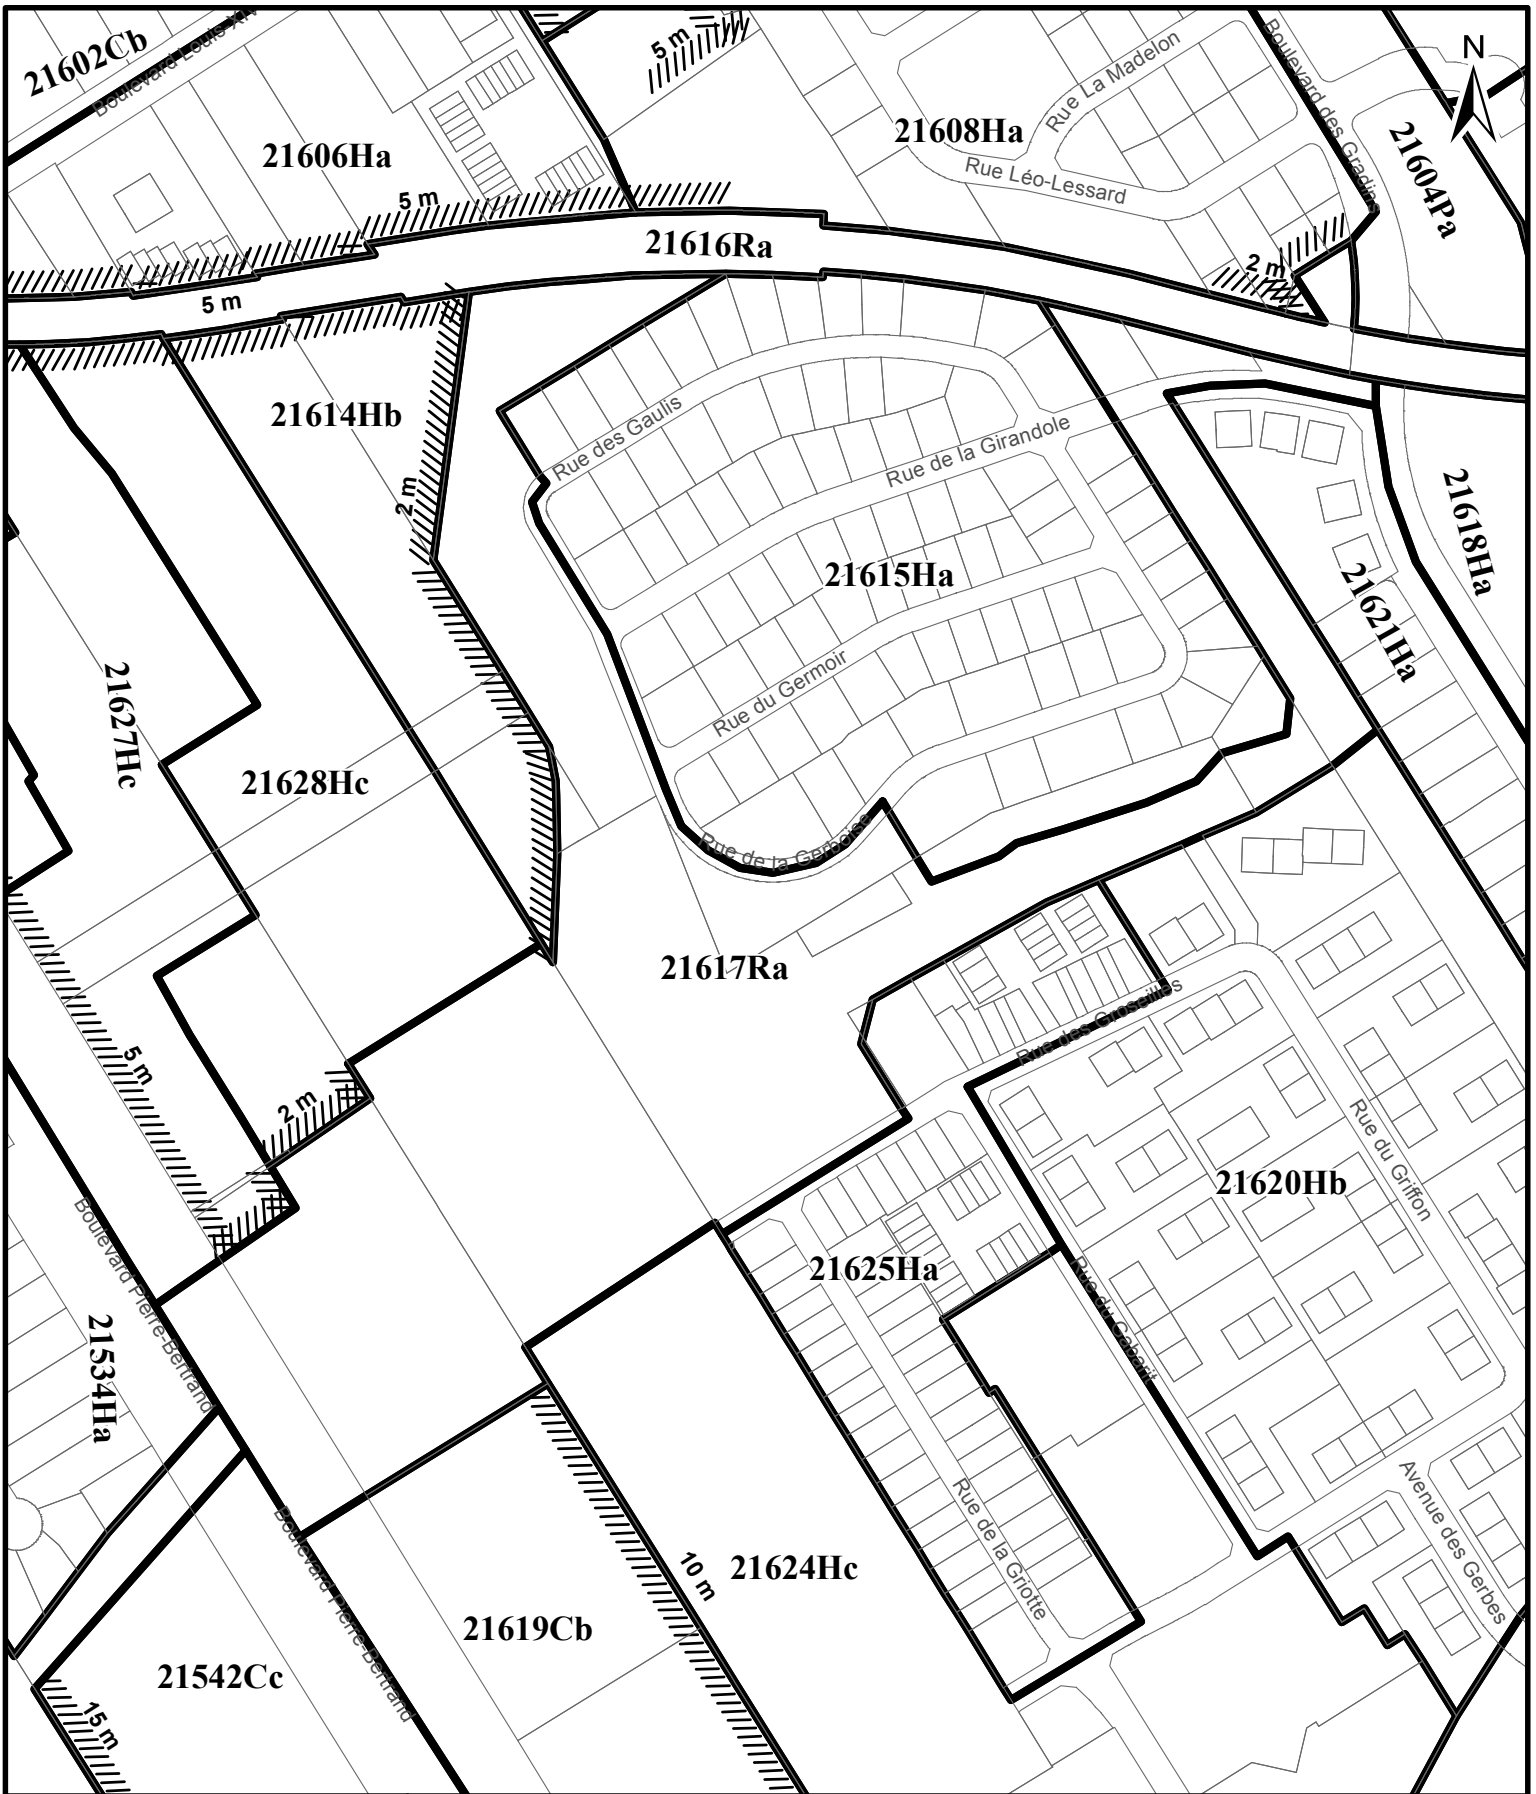 21602Cb
Boulevard Louis-XIV
5 m
N
21606Ha
21608Ha
Rue La Madelon
Boulevard des Gradins
21604Pa
Rue Léo-Lessard
5 m
21616Ra
2 m
5 m
21614Hb
Rue des Gaulis
Rue de la Girandole
2 m
21618Ha
21615Ha
21621Ha
21627Hc
Rue du Germoir
21628Hc
Rue de la Gerboise
21617Ra
Rue des Groseilles
5 m
2 m
Rue du Griffon
21620Hb
Boulevard Pierre-Bertrand
21625Ha
Rue du Gabarit
21534Ha
Rue de la Griotte
Avenue des Gerbes
10 m
21624Hc
Boulevard Pierre-Bertrand
21619Cb
21542Cc
15 m